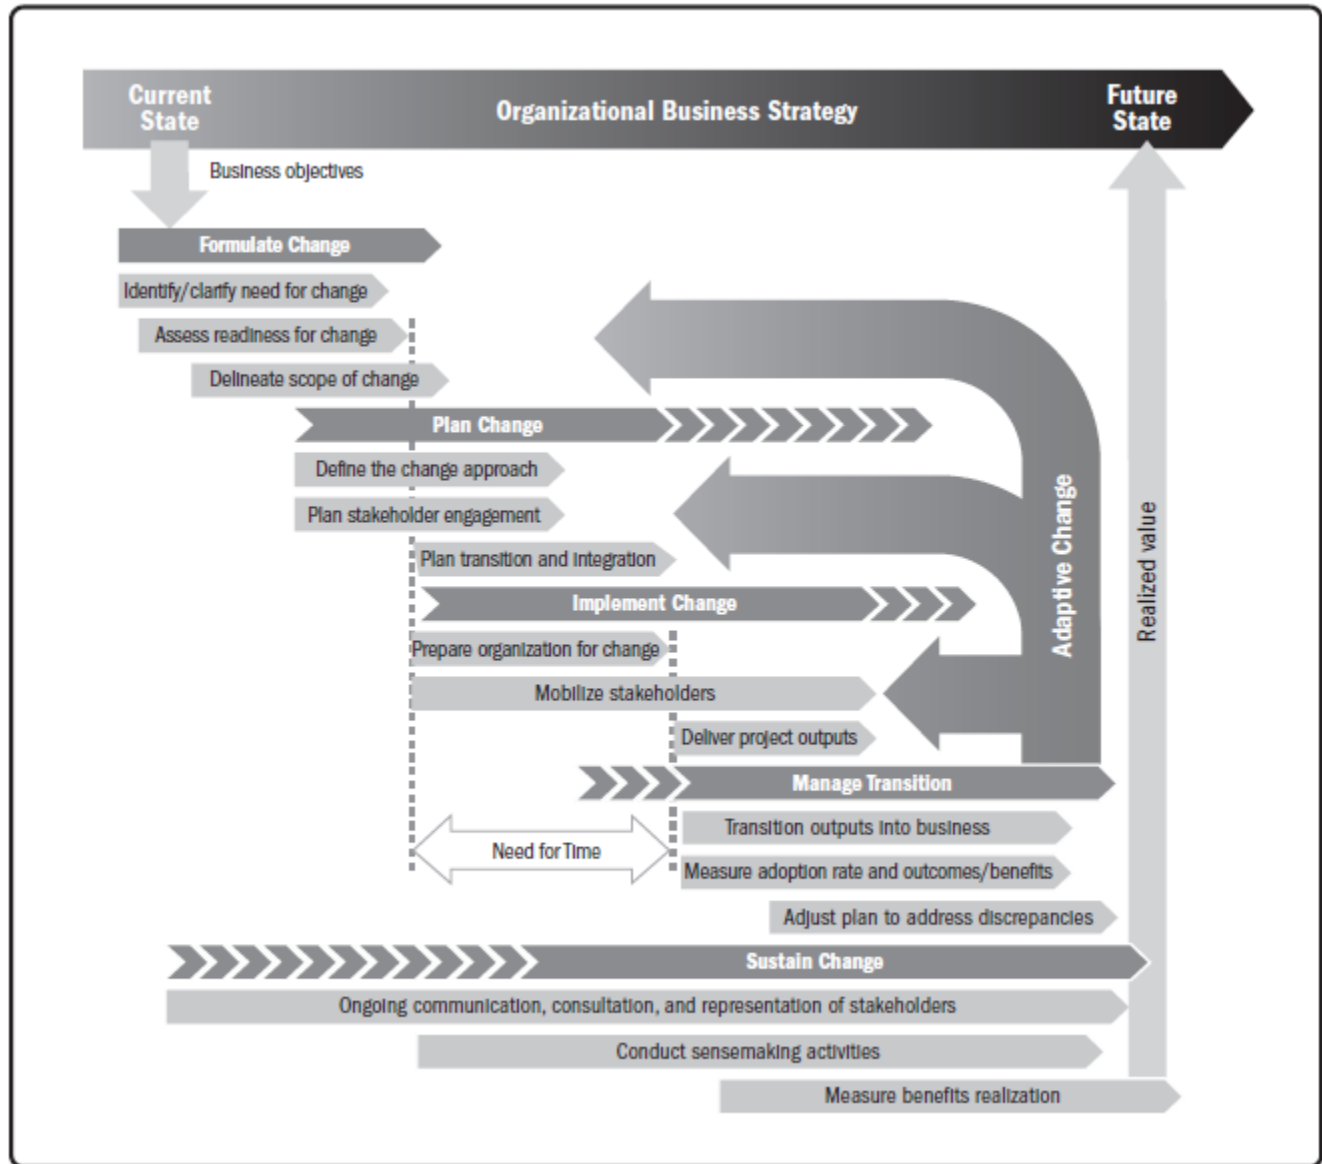 Current
State
Organizational Business Strategy
Future
State
Business objectives
Formulate Change
Identify/clarify need for change
Assess readiness for change
Delineate scope of change
Plan Change
Define the change approach
Plan stakeholder engagement
Plan transition and integration
Implement Change
Prepare organization for change
Mobilize stakeholders
Deliver project outputs
Adaptive Change
Realized value
Manage Transition
Transition outputs into business
Need for Time
Measure adoption rate and outcomes/benefits
Adjust plan to address discrepancies
Sustain Change
Ongoing communication, consultation, and representation of stakeholders
Conduct sensemaking activities
Measure benefits realization